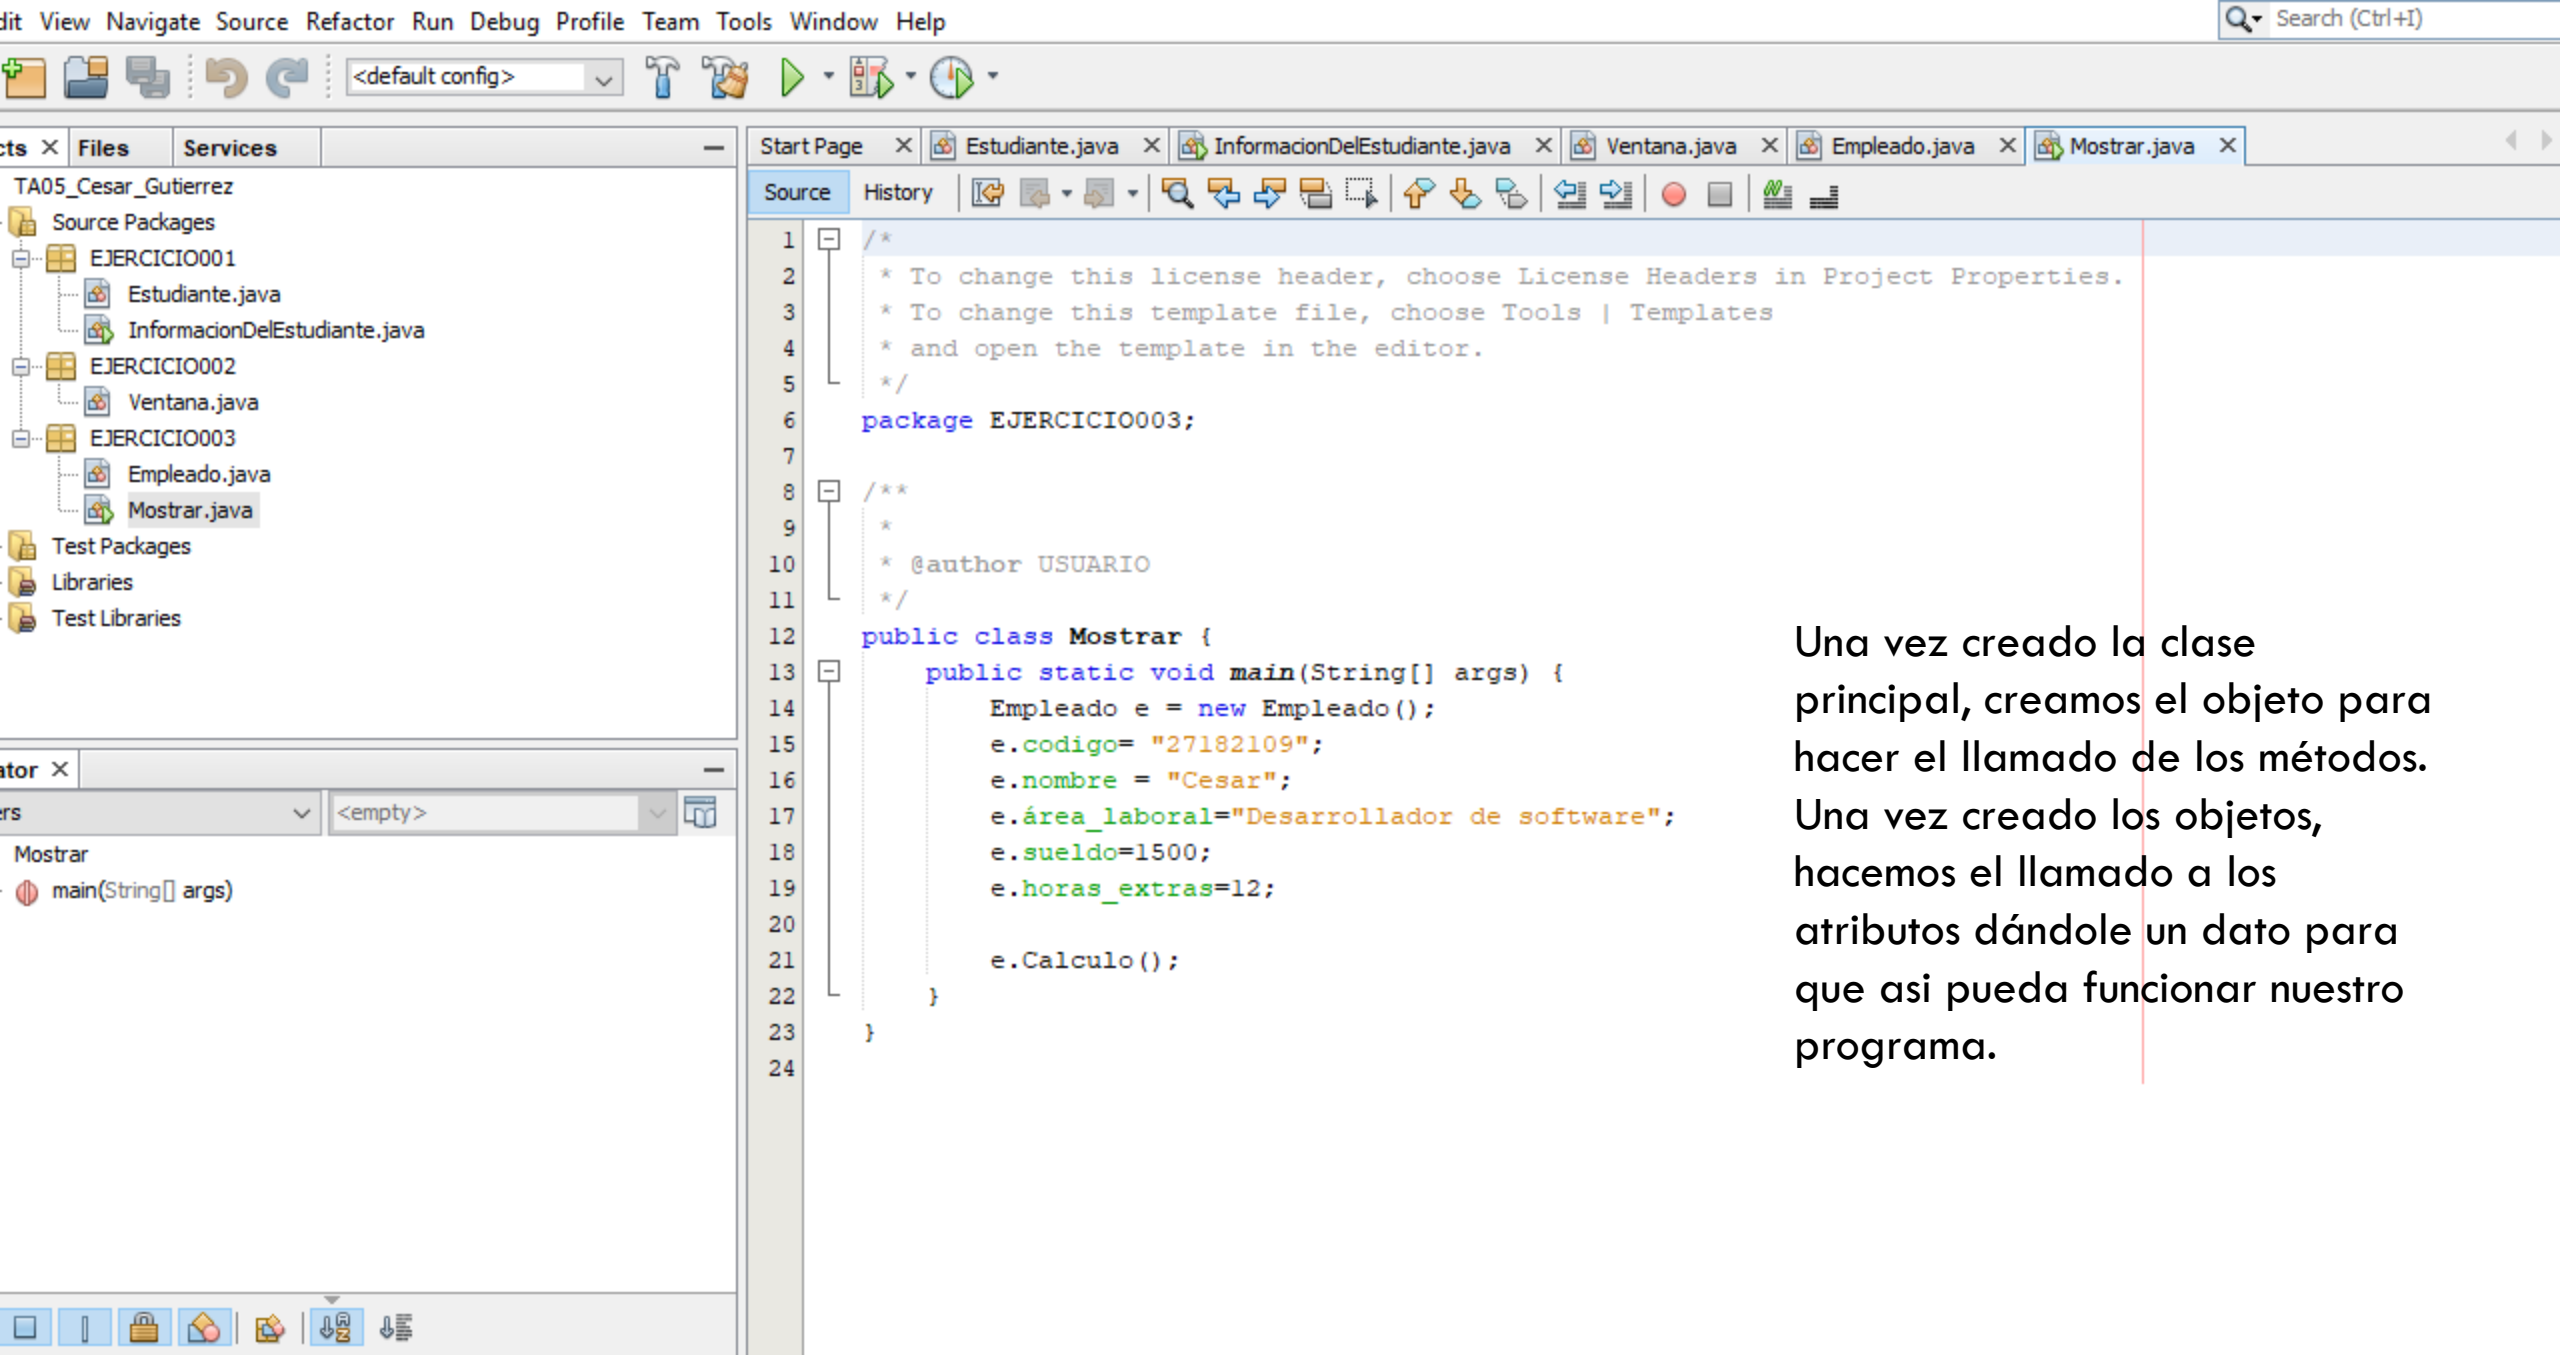 dit View Navigate Source Refactor Run Debug Profile Team Tools Window Help
Search (Ctrl+I)
<default config>
cts Files Services
TA05_Cesar_Gutierrez
Source Packages
EJERCICIO001
Estudiante.java
InformacionDelEstudiante.java
EJERCICIO002
Ventana.java
EJERCICIO003
Empleado.java
Mostrar.java
Test Packages
Libraries
Test Libraries
ator
ers <empty>
Mostrar
main(String[] args)
Start Page Estudiante.java InformacionDelEstudiante.java Ventana.java Empleado.java Mostrar.java
Source History
1 /*
2 * To change this license header, choose License Headers in Project Properties.
3 * To change this template file, choose Tools | Templates
4 * and open the template in the editor.
5 */
6 package EJERCICIO003;
7
8 /**
9 *
10 * @author USUARIO
11 */
12 public class Mostrar {
13 public static void main(String[] args) {
14 Empleado e = new Empleado();
15 e.codigo= "27182109";
16 e.nombre = "Cesar";
17 e.área_laboral="Desarrollador de software";
18 e.sueldo=1500;
19 e.horas_extras=12;
20
21 e.Calculo();
22 }
23 }
24
Una vez creado la clase
principal, creamos el objeto para
hacer el llamado de los métodos.
Una vez creado los objetos,
hacemos el llamado a los
atributos dándole un dato para
que asi pueda funcionar nuestro
programa.